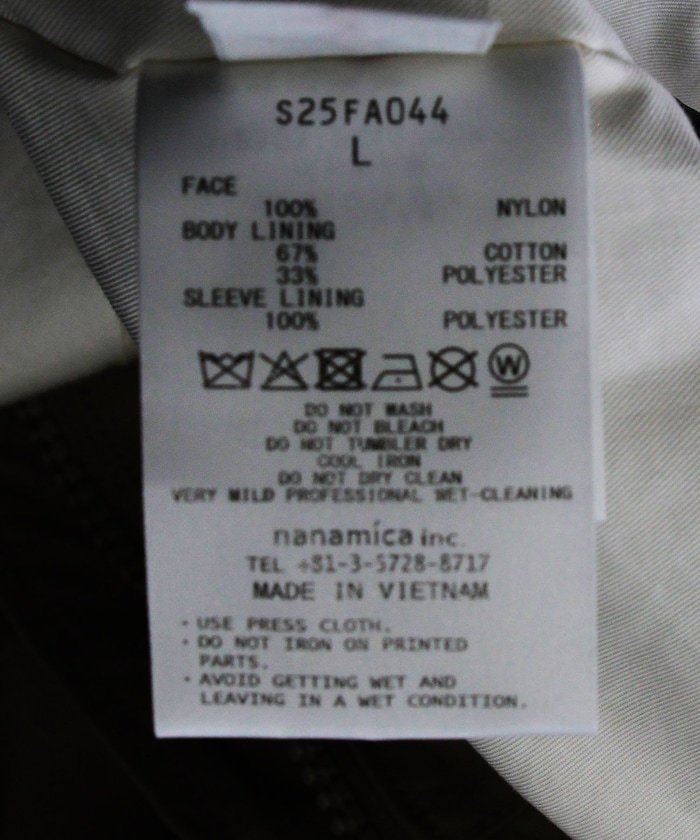 S25FA044
L
FACE
100% NYLON
BODY LINING
67% COTTON
33% POLYESTER
SLEEVE LINING
100% POLYESTER
W
DO NOT WASH
DO NOT BLEACH
DO NOT TUMBLER DRY
COOL IRON
DO NOT DRY CLEAN
VERY MILD PROFESSIONAL WET-CLEANING
nanamica inc.
TEL +81-3-5728-8717
MADE IN VIETNAM
・USE PRESS CLOTH.
・DO NOT IRON ON PRINTED
PARTS.
・AVOID GETTING WET AND
LEAVING IN A WET CONDITION.